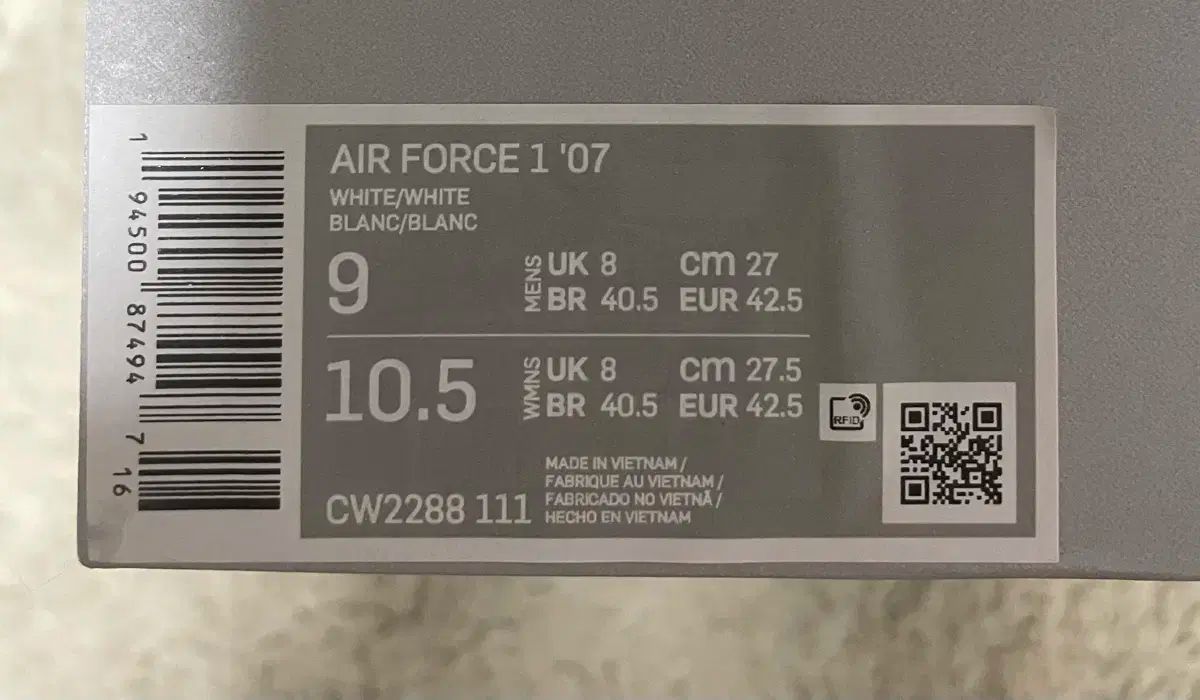 1 94500 87494 7
16
AIR FORCE 1 '07
WHITE/WHITE
BLANC/BLANC
9
MENS
UK 8 cm 27
BR 40.5 EUR 42.5
10.5
WMNS
UK 8 cm 27.5
BR 40.5 EUR 42.5
RFID
CW2288 111
MADE IN VIETNAM /
FABRIQUE AU VIETNAM /
FABRICADO NO VIETNÃ /
HECHO EN VIETNAM